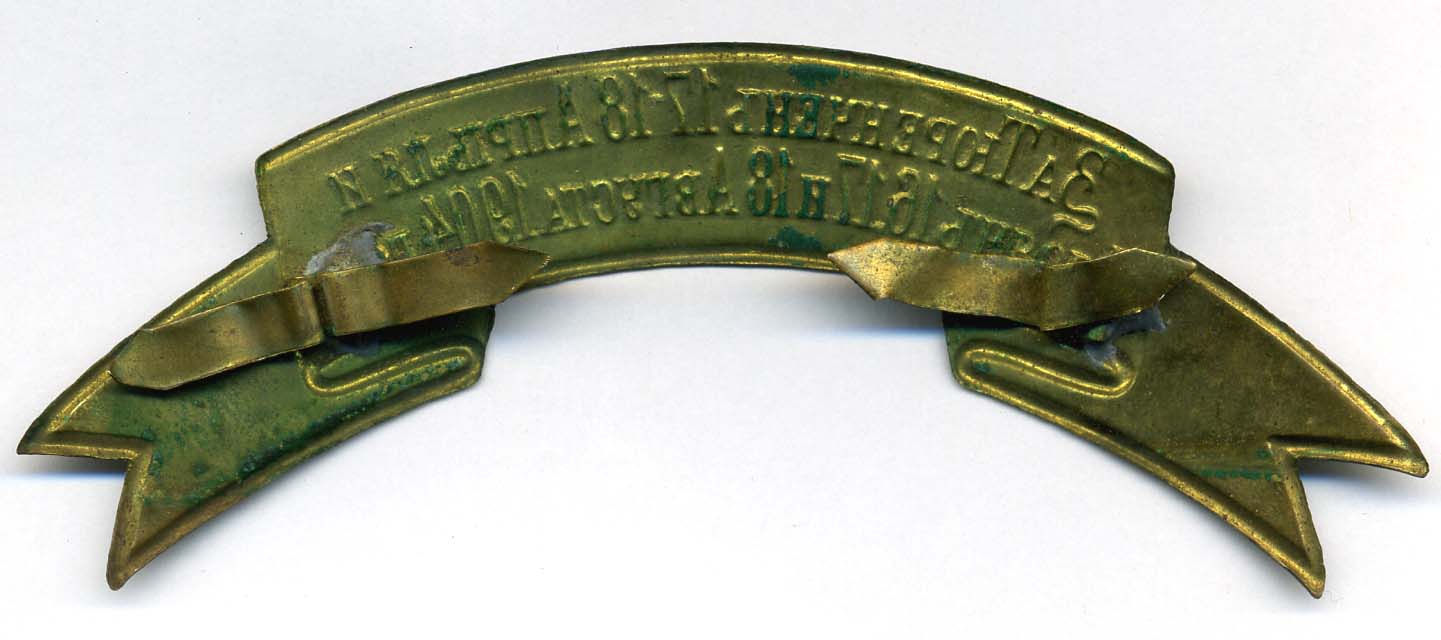 За Тюренченъ 17-18 Апрѣля и
16.17 и 18 Августа 1904 г